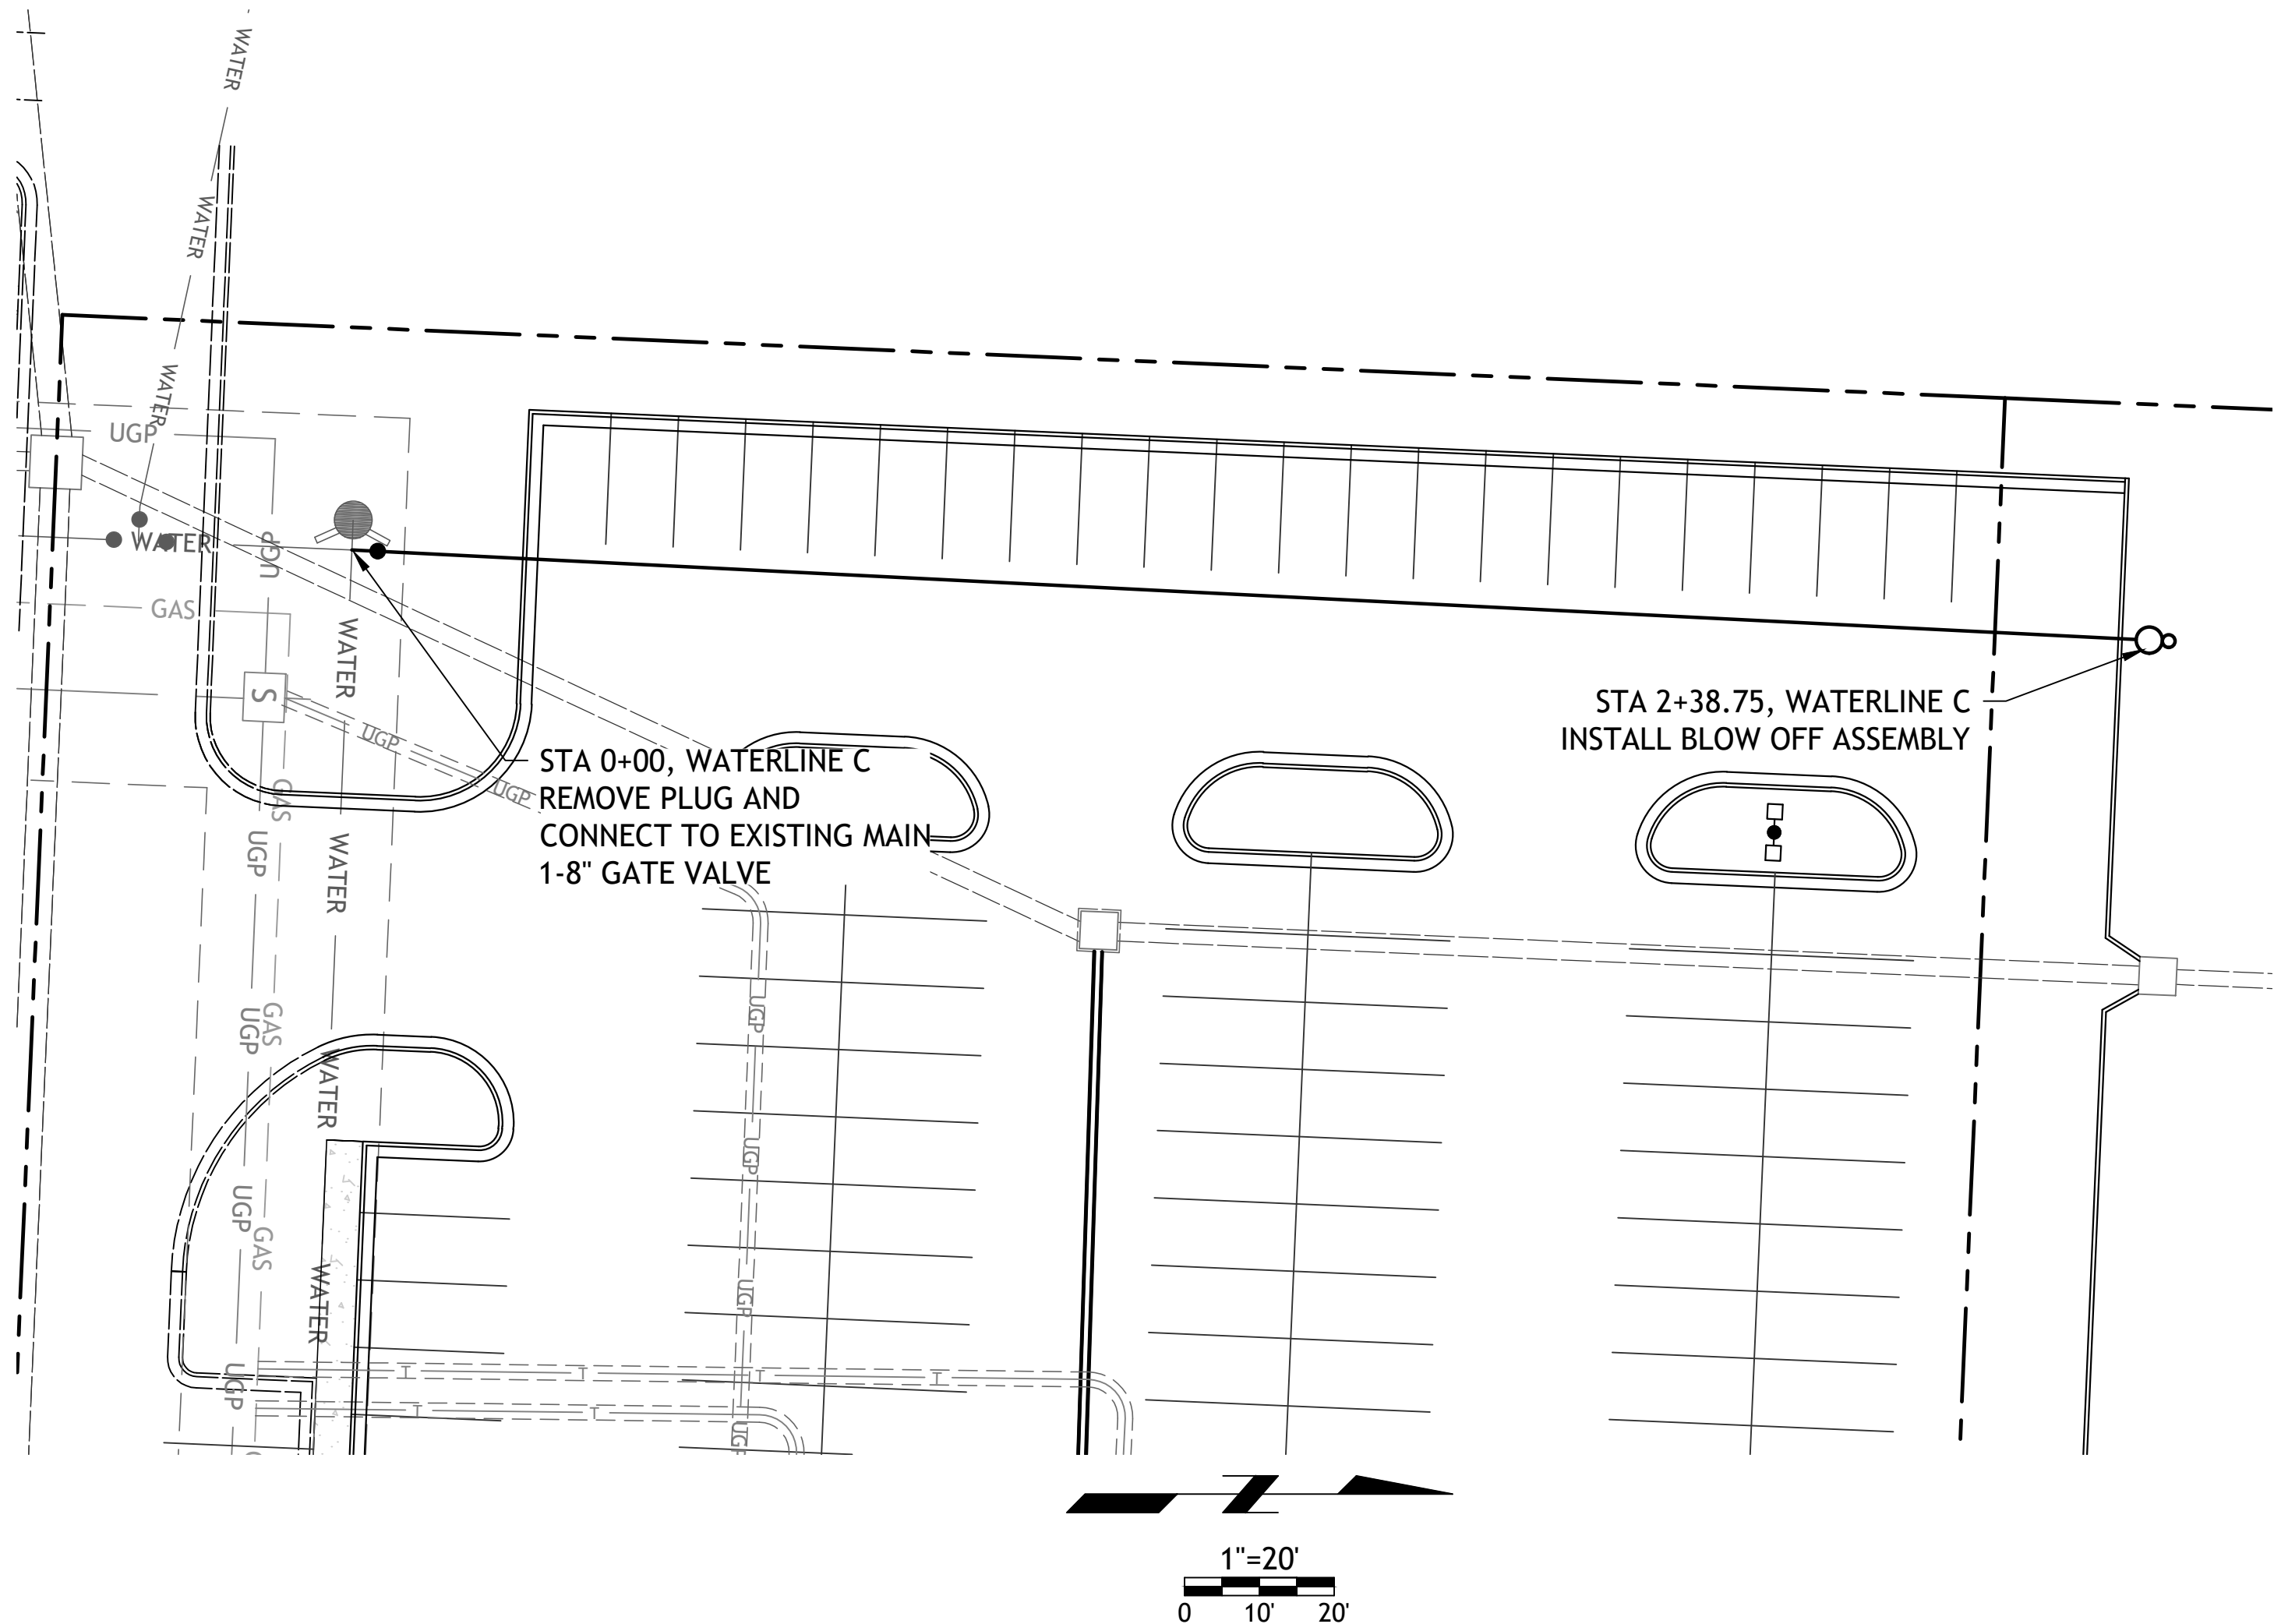 WATER
WATER
WATER
UGP
WATER
UGP
GAS
WATER
S
UGP
UGP
STA 0+00, WATERLINE C
REMOVE PLUG AND
CONNECT TO EXISTING MAIN
1-8" GATE VALVE
STA 2+38.75, WATERLINE C
INSTALL BLOW OFF ASSEMBLY
GAS
UGP
WATER
UGP
GAS
UGP
WATER
UGP
UGP
GAS
WATER
UGP
UGP
T
T
T
T
T
T
UGP
N
1"=20'
0 10' 20'